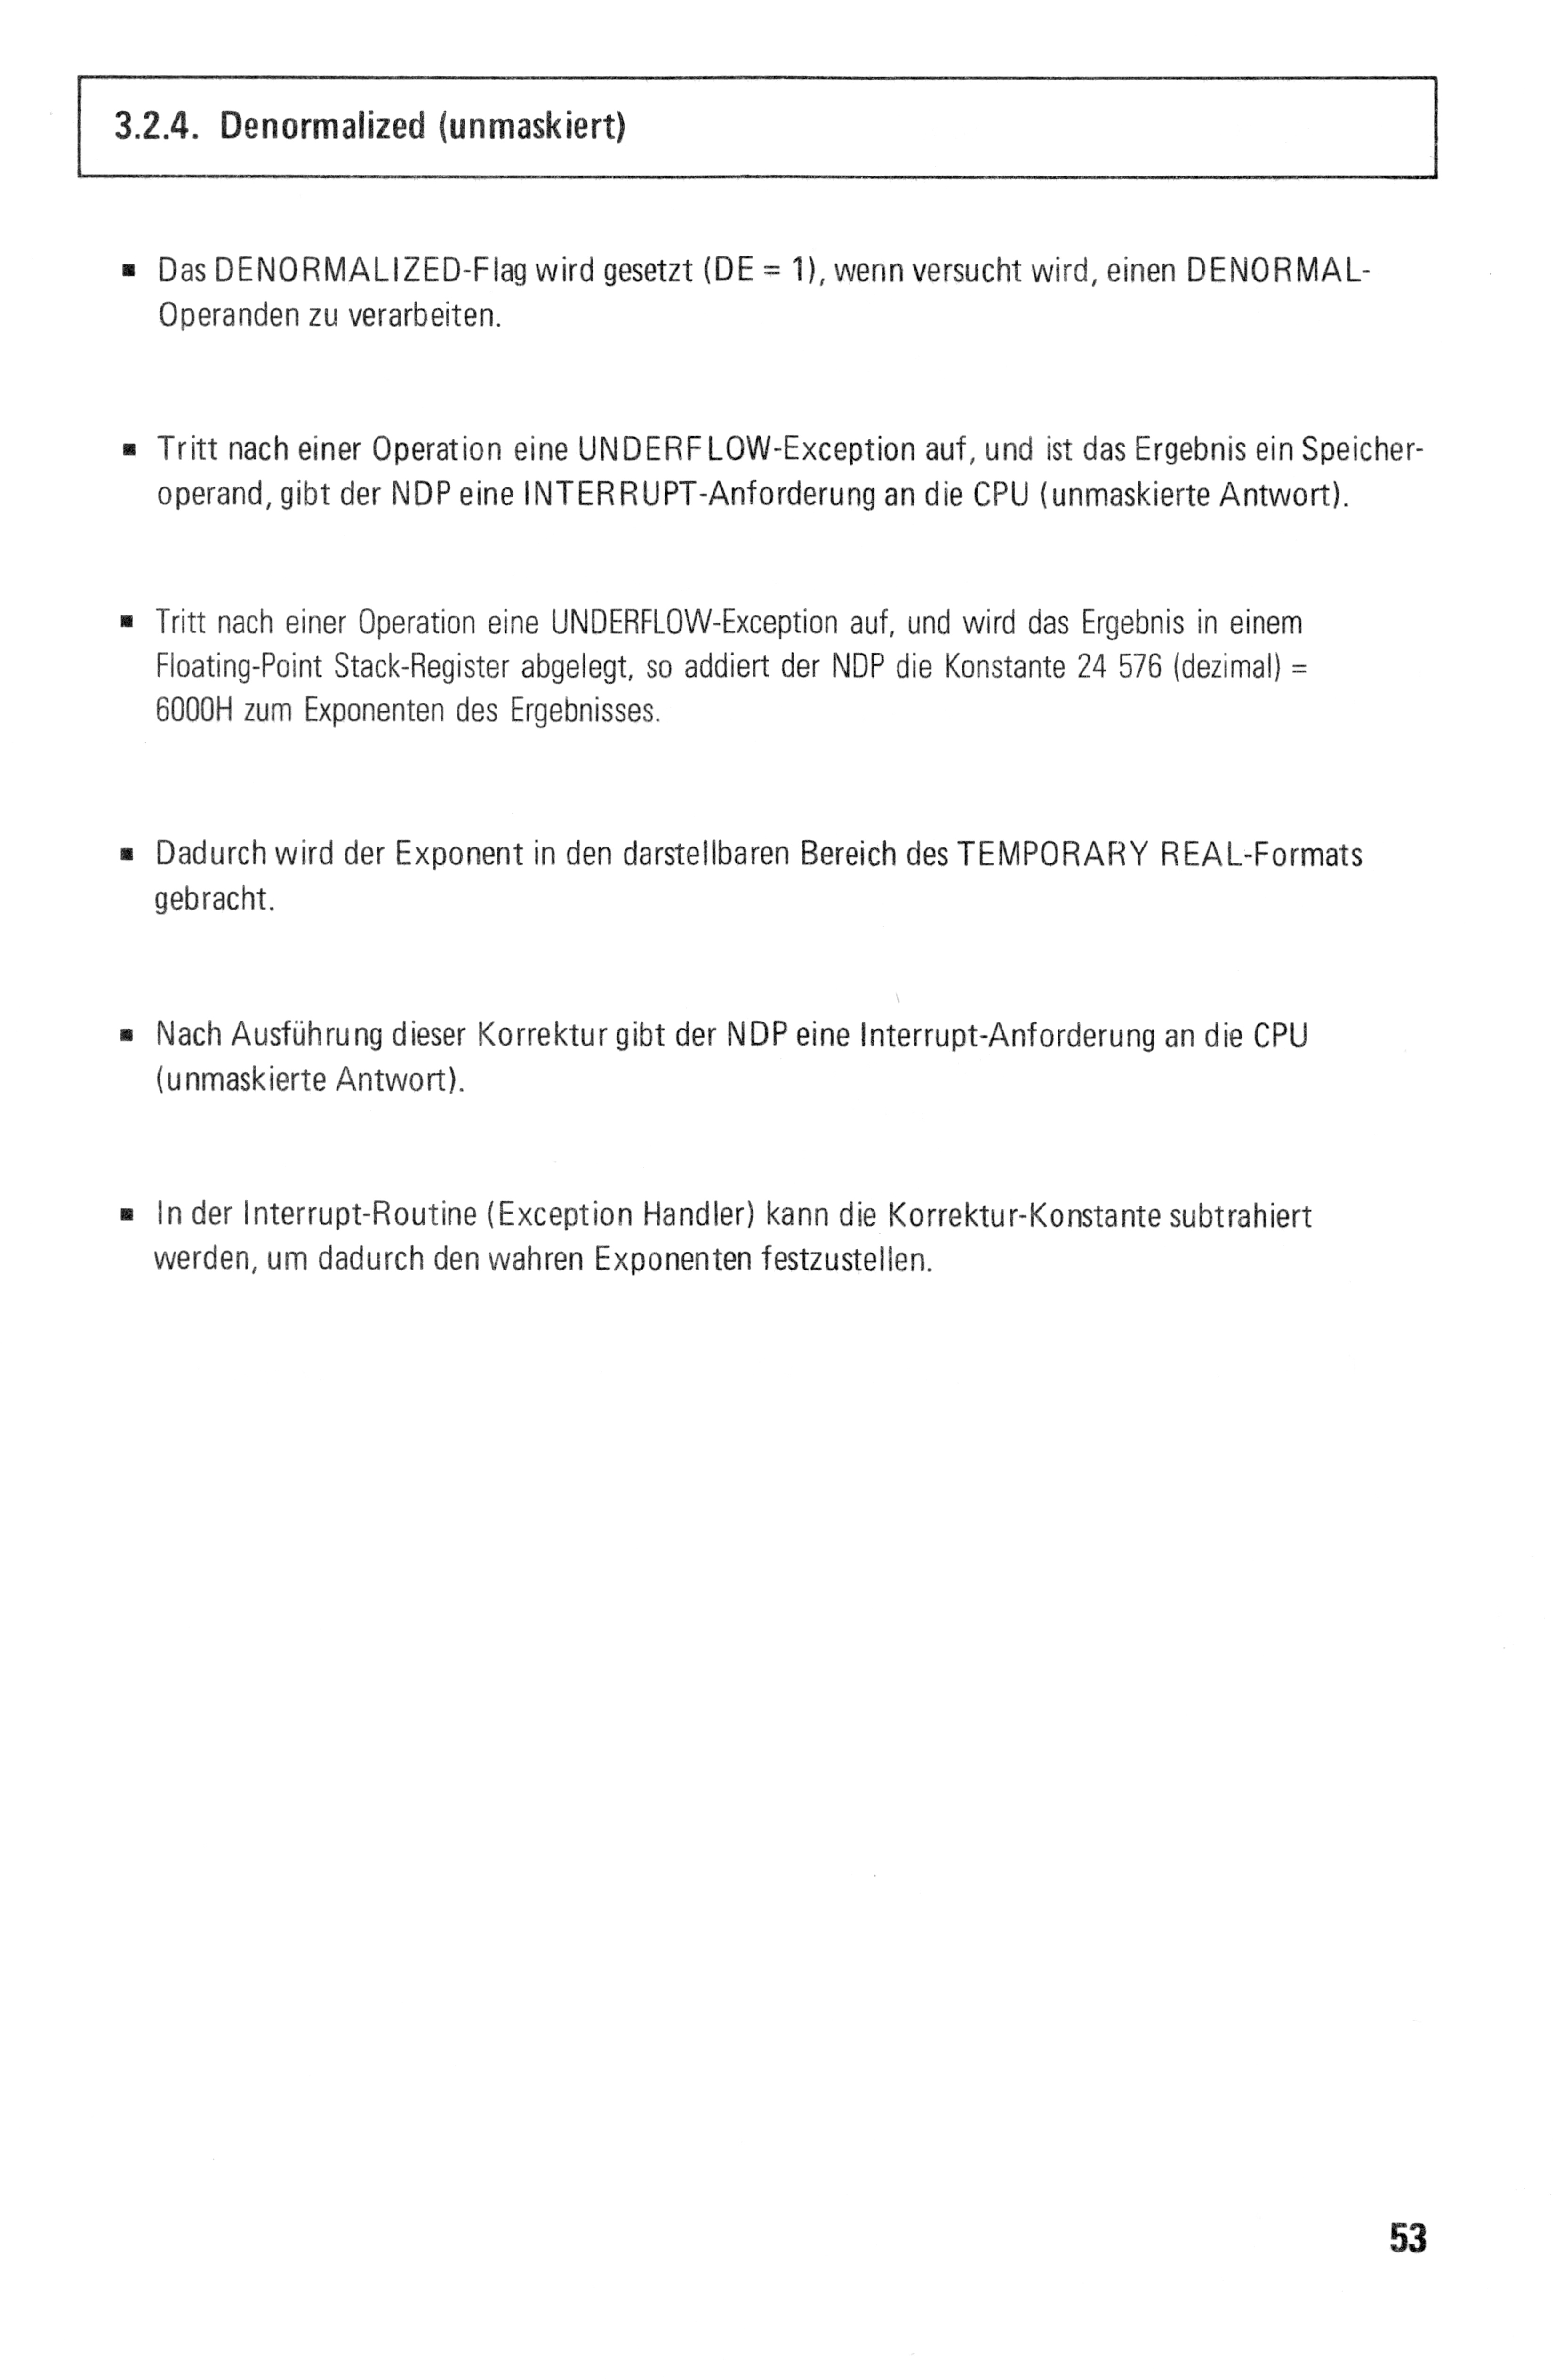 3.2.4. Denormalized (unmaskiert)
▪ Das DENORMALIZED-Flag wird gesetzt (DE = 1), wenn versucht wird, einen DENORMAL-
Operanden zu verarbeiten.
▪ Tritt nach einer Operation eine UNDERFLOW-Exception auf, und ist das Ergebnis ein Speicher-
operand, gibt der NDP eine INTERRUPT-Anforderung an die CPU (unmaskierte Antwort).
▪ Tritt nach einer Operation eine UNDERFLOW-Exception auf, und wird das Ergebnis in einem
Floating-Point Stack-Register abgelegt, so addiert der NDP die Konstante 24 576 (dezimal) =
6000H zum Exponenten des Ergebnisses.
▪ Dadurch wird der Exponent in den darstellbaren Bereich des TEMPORARY REAL-Formats
gebracht.
▪ Nach Ausführung dieser Korrektur gibt der NDP eine Interrupt-Anforderung an die CPU
(unmaskierte Antwort).
▪ In der Interrupt-Routine (Exception Handler) kann die Korrektur-Konstante subtrahiert
werden, um dadurch den wahren Exponenten festzustellen.
53